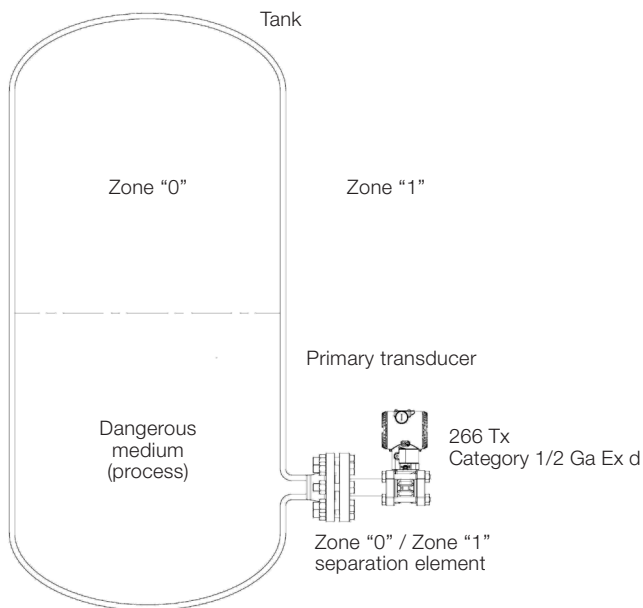 Tank
Zone “0”
Zone “1”
Primary transducer
Dangerous
medium
(process)
266 Tx
Category 1/2 Ga Ex d
Zone “0” / Zone “1”
separation element